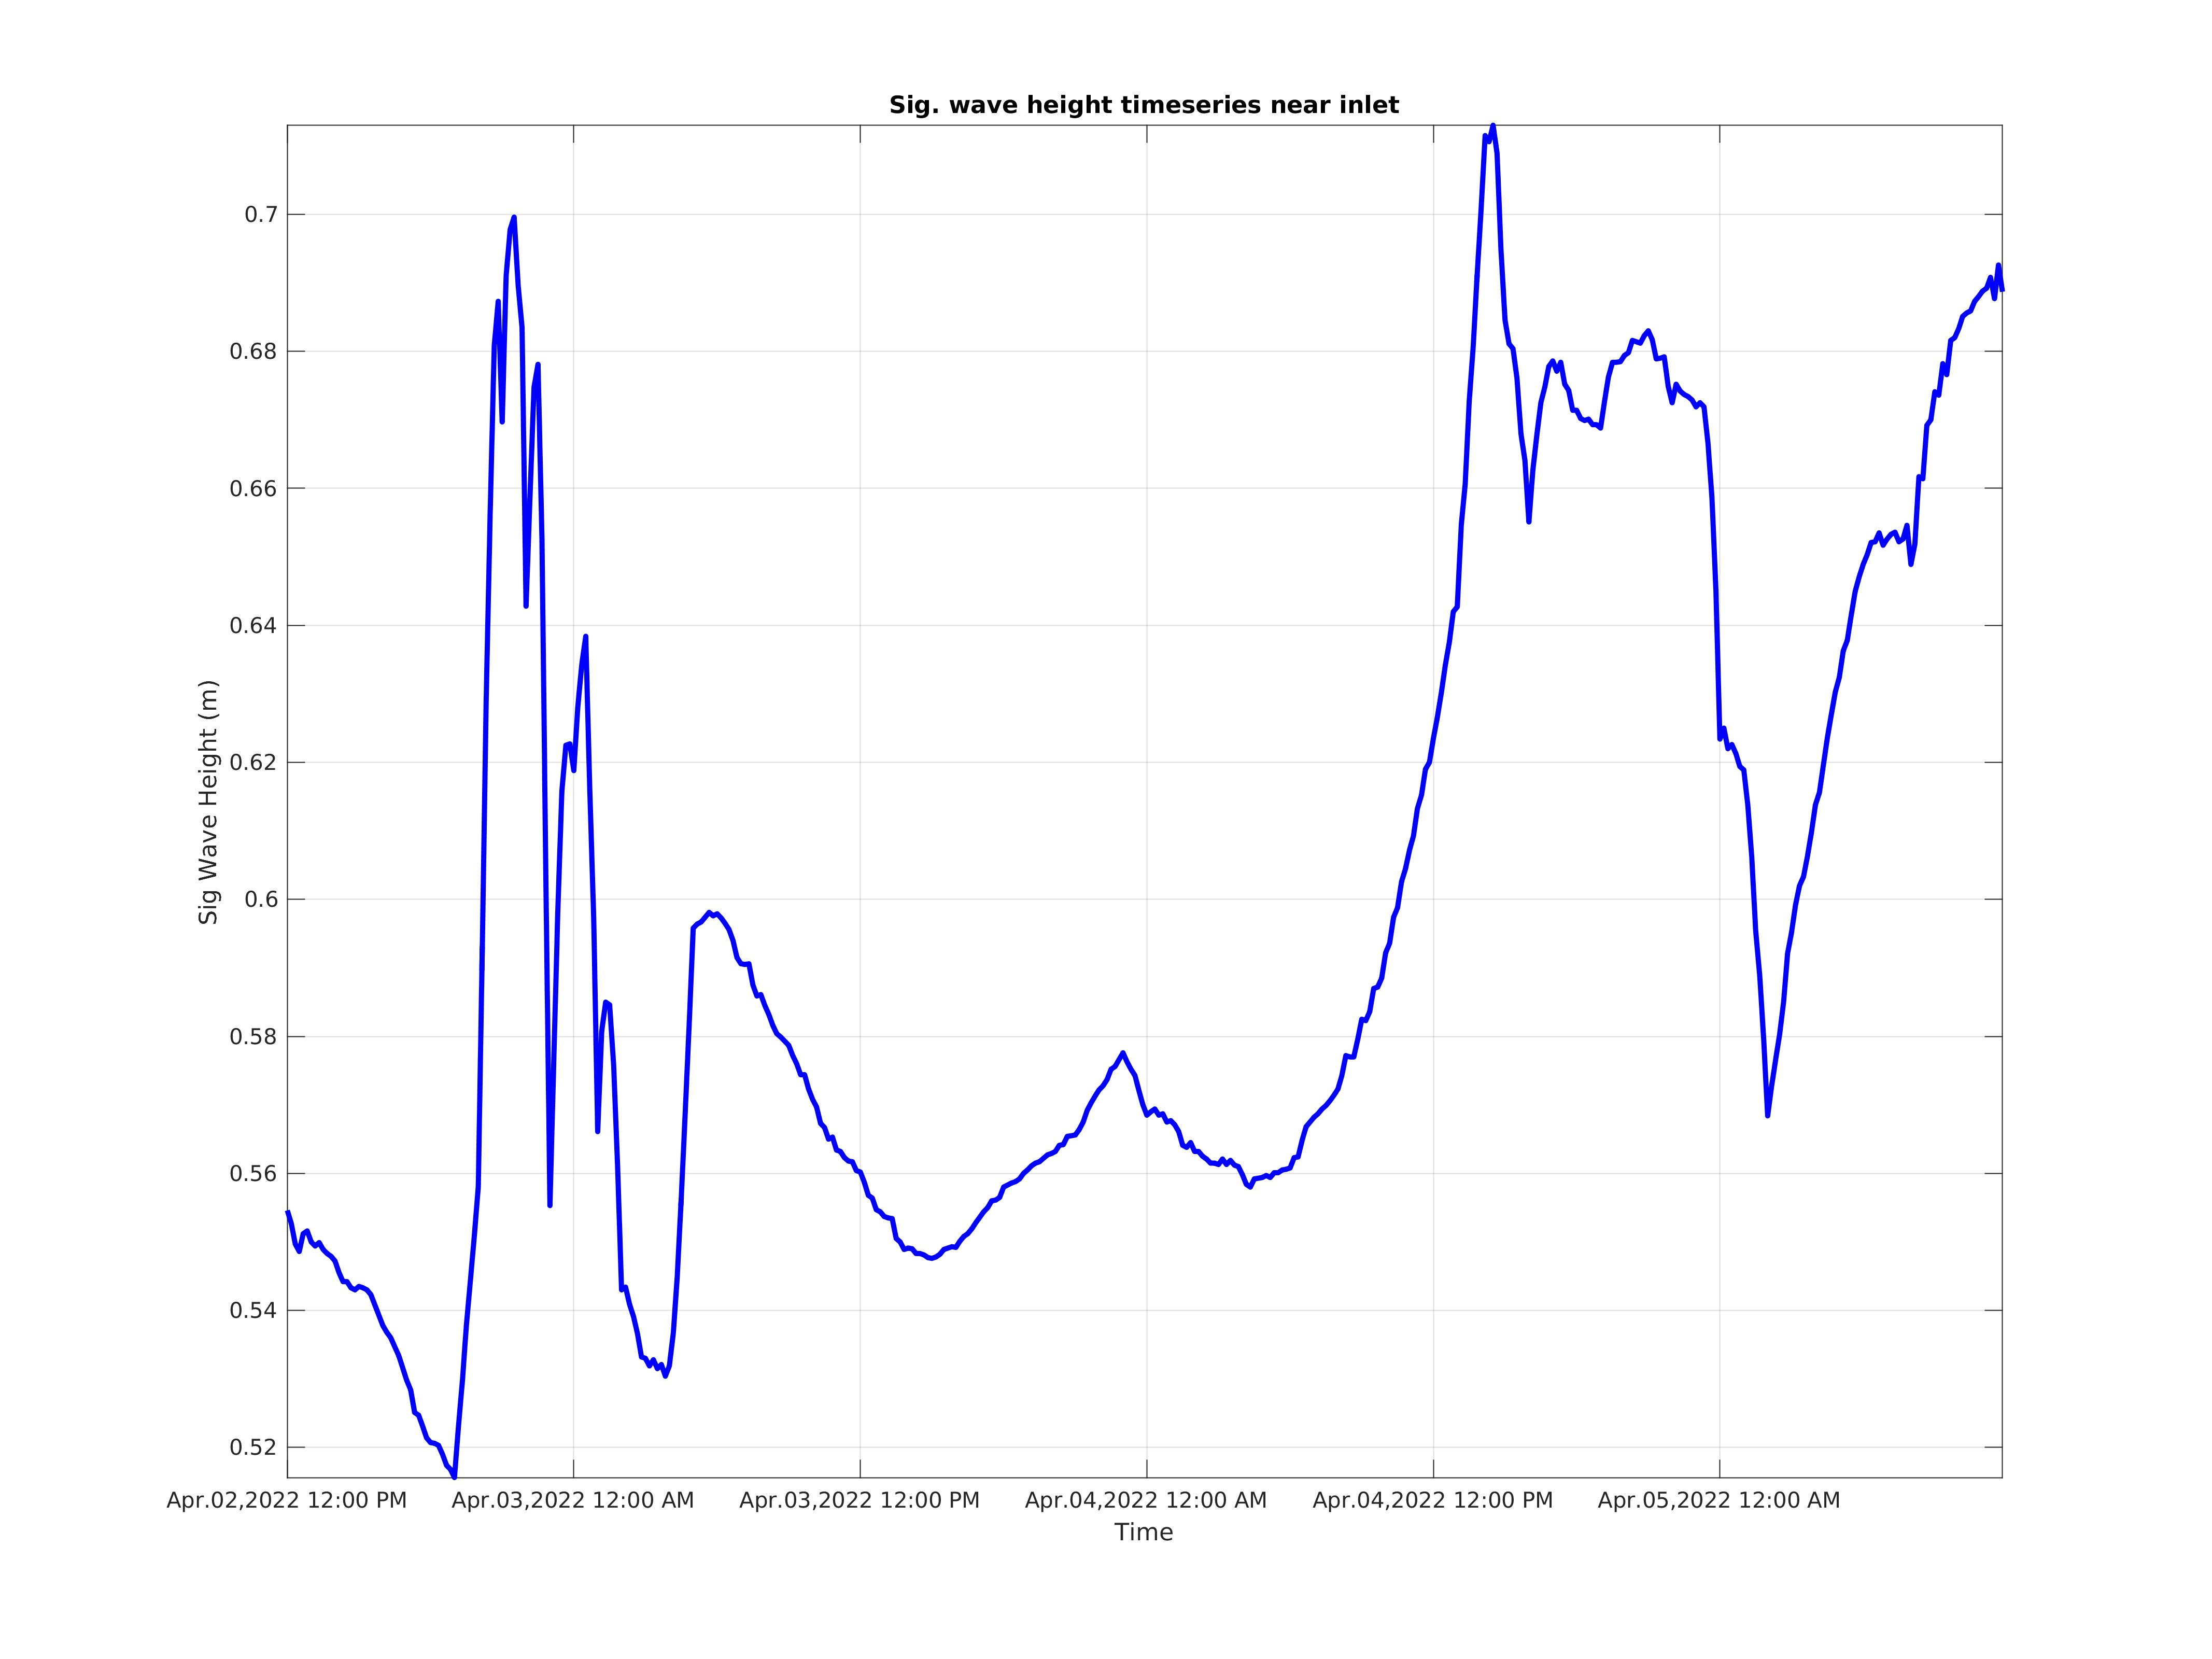 Sig. wave height timeseries near inlet
0.7
0.68
0.66
0.64
0.62
0.6
0.58
0.56
0.54
0.52
Sig Wave Height (m)
Apr.02,2022 12:00 PM Apr.03,2022 12:00 AM Apr.03,2022 12:00 PM Apr.04,2022 12:00 AM Apr.04,2022 12:00 PM Apr.05,2022 12:00 AM
Time